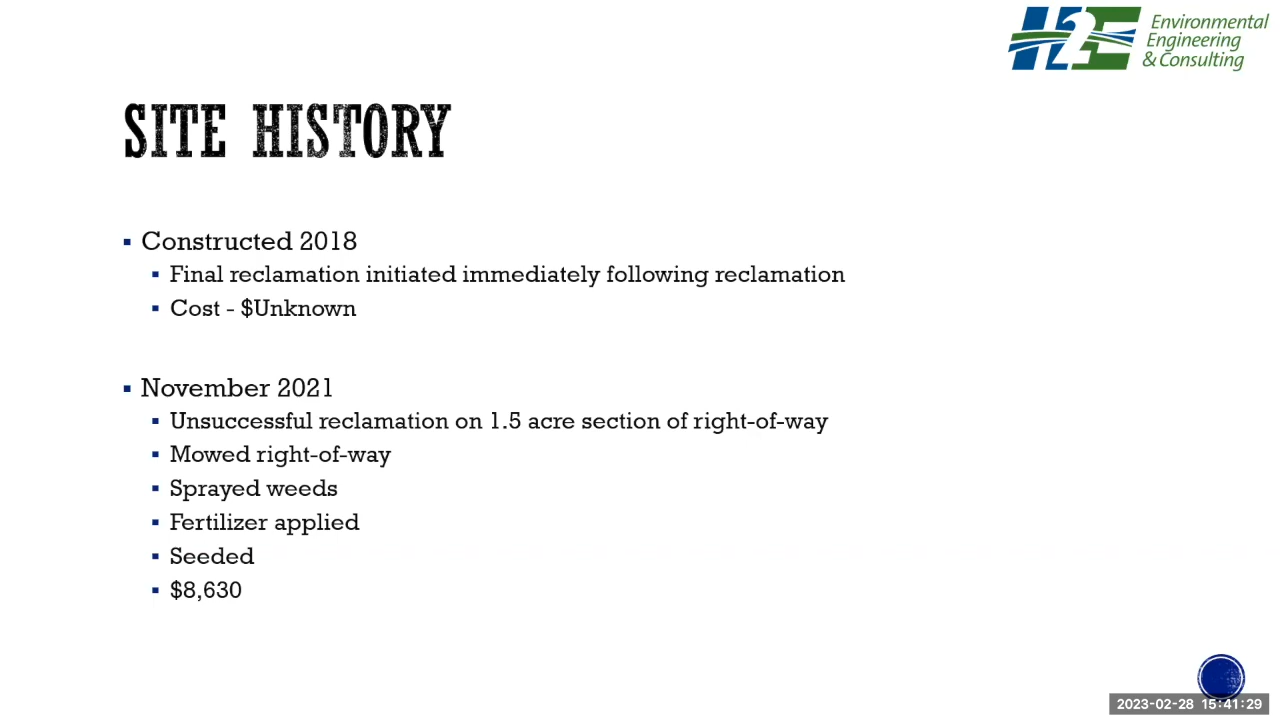 H2E Environmental
Engineering
& Consulting
SITE HISTORY
▪ Constructed 2018
▪ Final reclamation initiated immediately following reclamation
▪ Cost - $Unknown
▪ November 2021
▪ Unsuccessful reclamation on 1.5 acre section of right-of-way
▪ Mowed right-of-way
▪ Sprayed weeds
▪ Fertilizer applied
▪ Seeded
▪ $8,630
2023-02-28 15:41:29